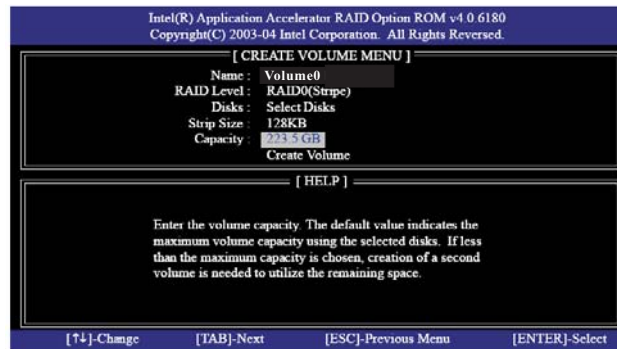 Intel(R) Application Accelerator RAID Option ROM v4.0 6180
Copyright(C) 2003-04 Intel Corporation. All Rights Reversed.
[ CREATE VOLUME MENU ]
Name : Volume0
RAID Level : RAID0(Stripe)
Disks : Select Disks
Strip Size : 128KB
Capacity : 223.5 GB
Create Volume
[ HELP ]
Enter the volume capacity. The default value indicates the
maximum volume capacity using the selected disks. If less
than the maximum capacity is chosen, creation of a second
volume is needed to utilize the remaining space.
[↑↓]-Change [TAB]-Next [ESC]-Previous Menu [ENTER]-Select